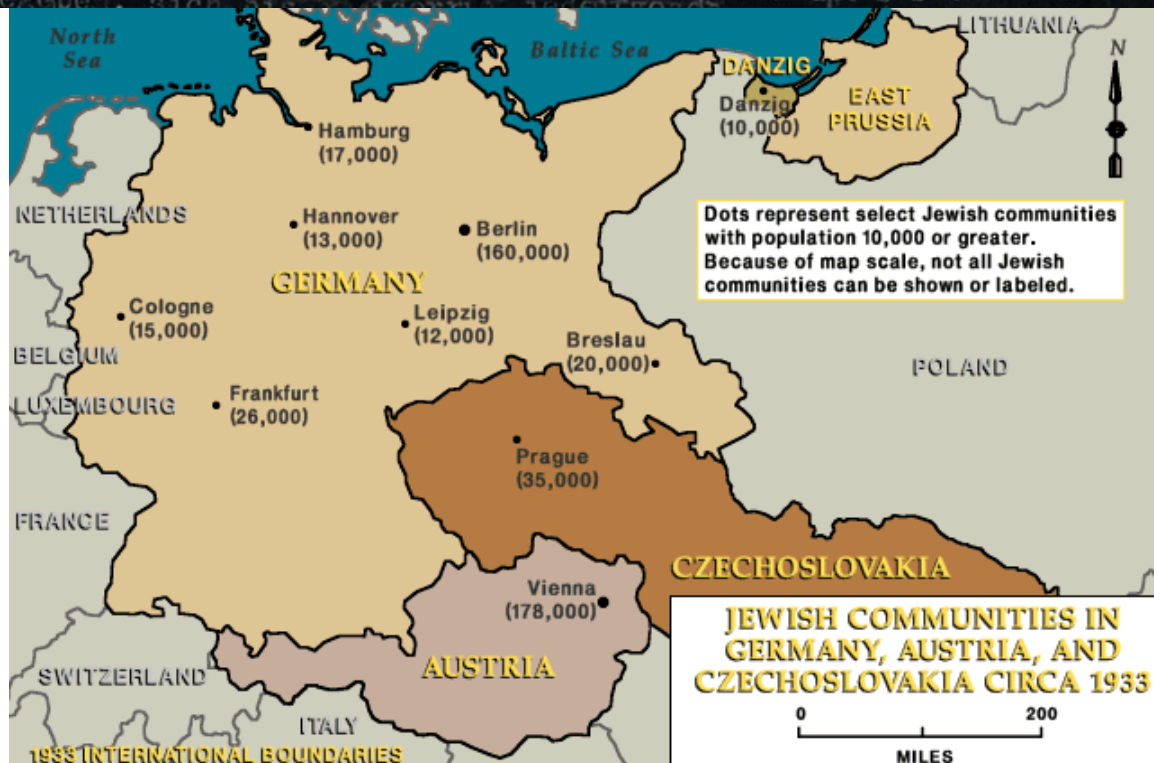 North
Sea
Baltic Sea
LITHUANIA
N
DANZIG
Danzig
(10,000)
EAST
PRUSSIA
Hamburg
(17,000)
NETHERLANDS
Hannover
(13,000)
Berlin
(160,000)
Dots represent select Jewish communities
with population 10,000 or greater.
Because of map scale, not all Jewish
communities can be shown or labeled.
GERMANY
Cologne
(15,000)
Leipzig
(12,000)
Breslau
(20,000)
BELGIUM
POLAND
LUXEMBOURG
Frankfurt
(26,000)
Prague
(35,000)
FRANCE
CZECHOSLOVAKIA
Vienna
(178,000)
AUSTRIA
SWITZERLAND
ITALY
1933 INTERNATIONAL BOUNDARIES
JEWISH COMMUNITIES IN
GERMANY, AUSTRIA, AND
CZECHOSLOVAKIA CIRCA 1933
0 200
MILES